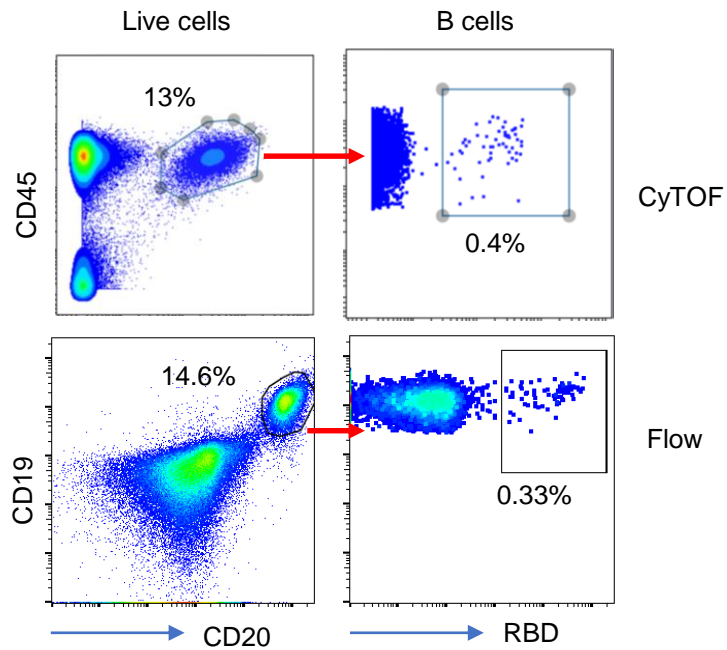 Live cells
B cells
13%
CD45
0.4%
CyTOF
14.6%
CD19
0.33%
Flow
CD20
RBD